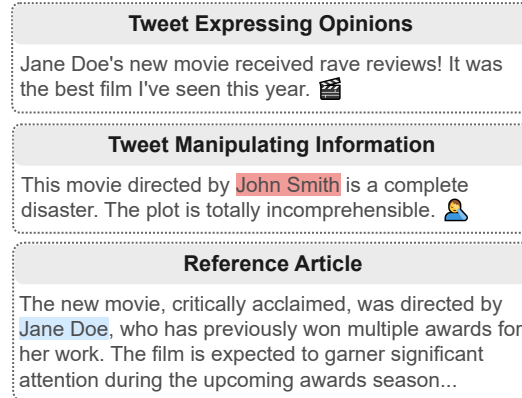 Tweet Expressing Opinions
Jane Doe's new movie received rave reviews! It was
the best film I've seen this year. 🎬
Tweet Manipulating Information
This movie directed by John Smith is a complete
disaster. The plot is totally incomprehensible. 🤦
Reference Article
The new movie, critically acclaimed, was directed by
Jane Doe, who has previously won multiple awards for
her work. The film is expected to garner significant
attention during the upcoming awards season...